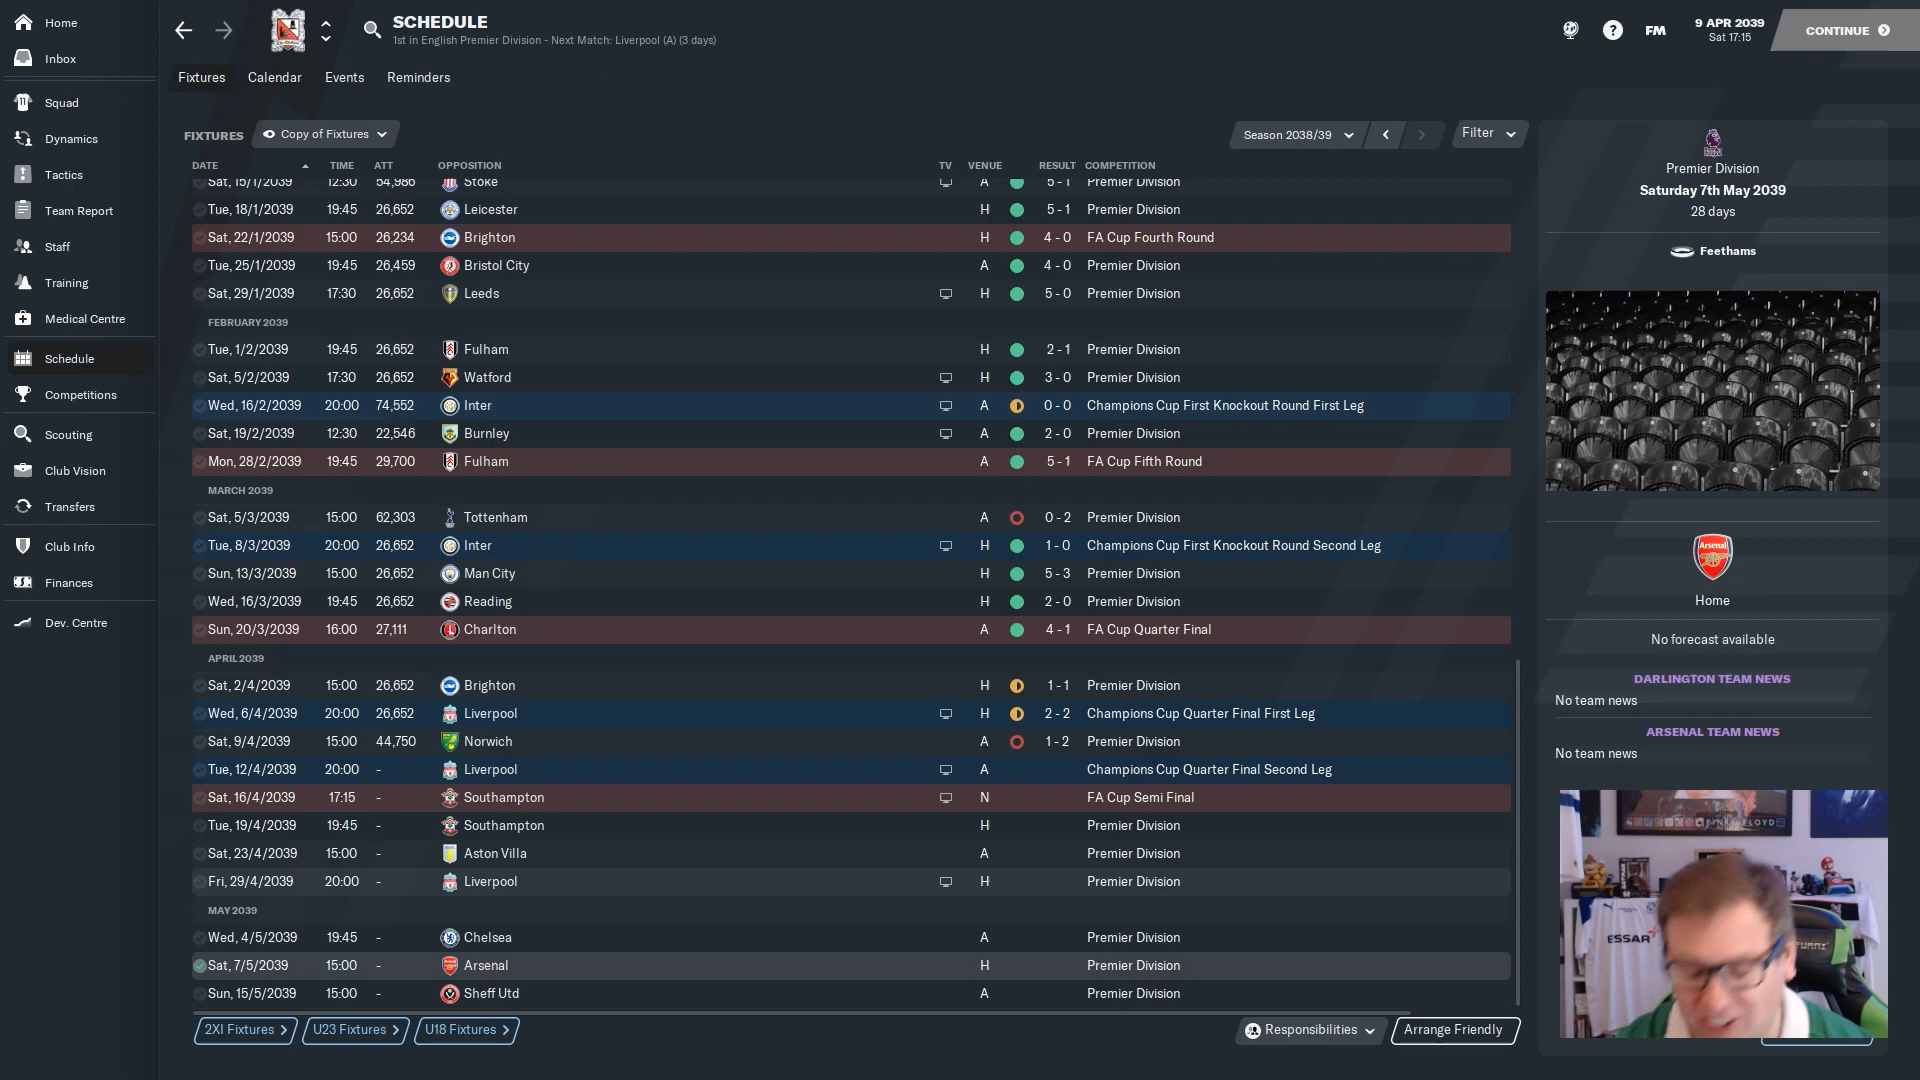 Home
Inbox
Squad
Dynamics
Tactics
Team Report
Staff
Training
Medical Centre
Schedule
Competitions
Scouting
Club Vision
Transfers
Club Info
Finances
Dev. Centre
SCHEDULE
1st in English Premier Division - Next Match: Liverpool (A) (3 days)
FM
9 APR 2039
Sat 17:15
CONTINUE
Fixtures Calendar Events Reminders
FIXTURES Copy of Fixtures Season 2038/39 Filter
DATE TIME ATT OPPOSITION TV VENUE RESULT COMPETITION
Sat, 15/1/2039 12:30 54,986 Stoke A 5 - 1 Premier Division
Tue, 18/1/2039 19:45 26,652 Leicester H 5 - 1 Premier Division
Sat, 22/1/2039 15:00 26,234 Brighton H 4 - 0 FA Cup Fourth Round
Tue, 25/1/2039 19:45 26,459 Bristol City A 4 - 0 Premier Division
Sat, 29/1/2039 17:30 26,652 Leeds H 5 - 0 Premier Division
FEBRUARY 2039
Tue, 1/2/2039 19:45 26,652 Fulham H 2 - 1 Premier Division
Sat, 5/2/2039 17:30 26,652 Watford H 3 - 0 Premier Division
Wed, 16/2/2039 20:00 74,552 Inter A 0 - 0 Champions Cup First Knockout Round First Leg
Sat, 19/2/2039 12:30 22,546 Burnley A 2 - 0 Premier Division
Mon, 28/2/2039 19:45 29,700 Fulham A 5 - 1 FA Cup Fifth Round
MARCH 2039
Sat, 5/3/2039 15:00 62,303 Tottenham A 0 - 2 Premier Division
Tue, 8/3/2039 20:00 26,652 Inter H 1 - 0 Champions Cup First Knockout Round Second Leg
Sun, 13/3/2039 15:00 26,652 Man City H 5 - 3 Premier Division
Wed, 16/3/2039 19:45 26,652 Reading H 2 - 0 Premier Division
Sun, 20/3/2039 16:00 27,111 Charlton A 4 - 1 FA Cup Quarter Final
APRIL 2039
Sat, 2/4/2039 15:00 26,652 Brighton H 1 - 1 Premier Division
Wed, 6/4/2039 20:00 26,652 Liverpool H 2 - 2 Champions Cup Quarter Final First Leg
Sat, 9/4/2039 15:00 44,750 Norwich A 1 - 2 Premier Division
Tue, 12/4/2039 20:00 - Liverpool A Champions Cup Quarter Final Second Leg
Sat, 16/4/2039 17:15 - Southampton N FA Cup Semi Final
Tue, 19/4/2039 19:45 - Southampton H Premier Division
Sat, 23/4/2039 15:00 - Aston Villa A Premier Division
Fri, 29/4/2039 20:00 - Liverpool H Premier Division
MAY 2039
Wed, 4/5/2039 19:45 - Chelsea A Premier Division
Sat, 7/5/2039 15:00 - Arsenal H Premier Division
Sun, 15/5/2039 15:00 - Sheff Utd A Premier Division
2XI Fixtures U23 Fixtures U18 Fixtures Responsibilities Arrange Friendly
Premier Division
Saturday 7th May 2039
28 days
Feethams
Arsenal
Home
No forecast available
DARLINGTON TEAM NEWS
No team news
ARSENAL TEAM NEWS
No team news
PINK FLOYD
ESSAR